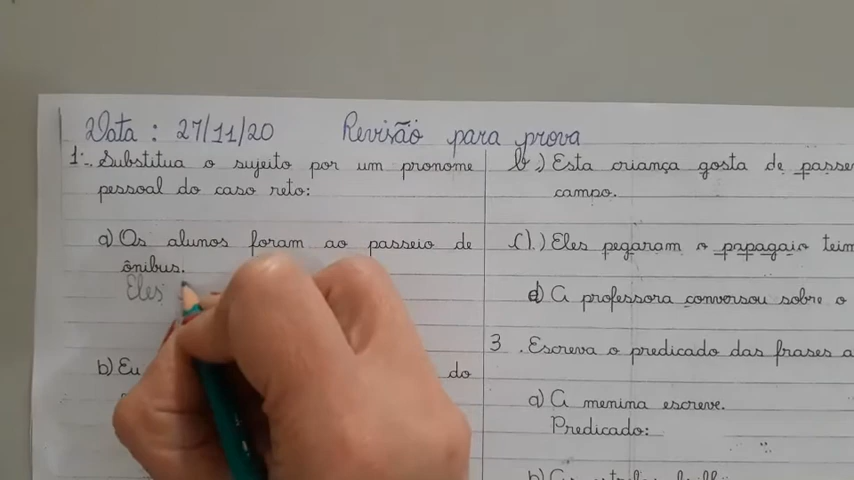 Data : 27/11/20 Revisão para prova
1-. Substitua o sujeito por um pronome
pessoal do caso reto:
a) Os alunos foram ao passeio de
ônibus.
Eles
b) Eu
do
b.) Esta criança gosta de
campo.
c).) Eles pegaram o papagaio
d) A professora conversou sobre o
3 . Escreva o predicado das frases
a) A menina escreve.
Predicado:
b)